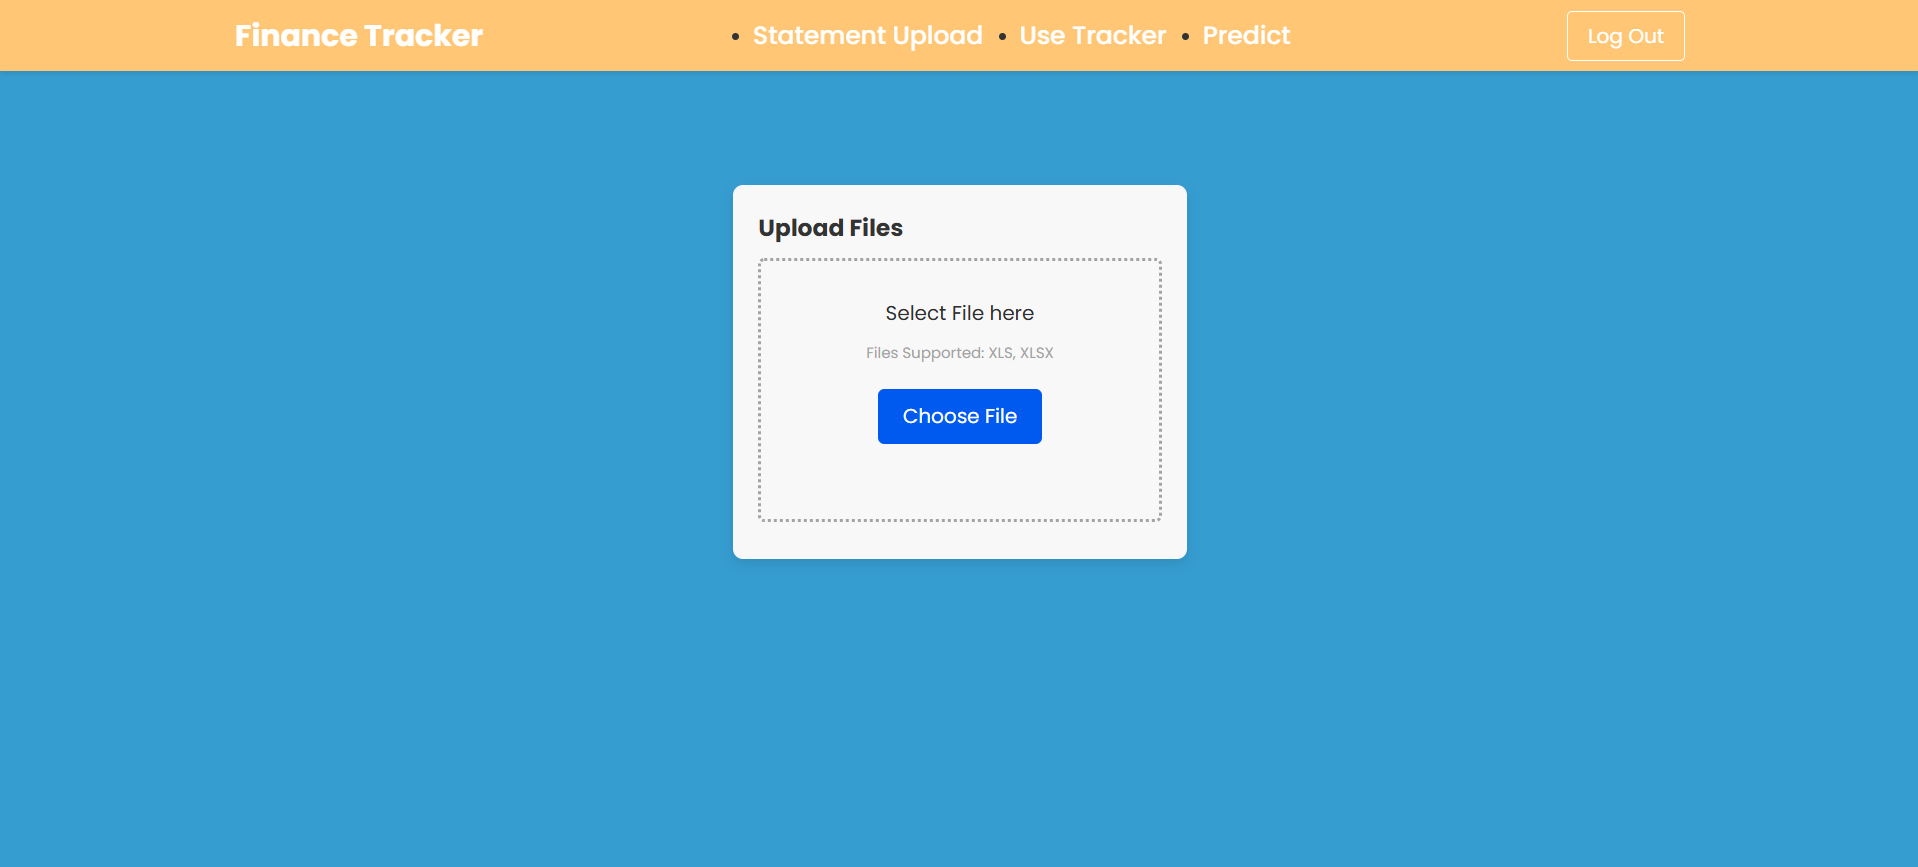 Finance Tracker
• Statement Upload • Use Tracker • Predict
Log Out
Upload Files
Select File here
Files Supported: XLS, XLSX
Choose File